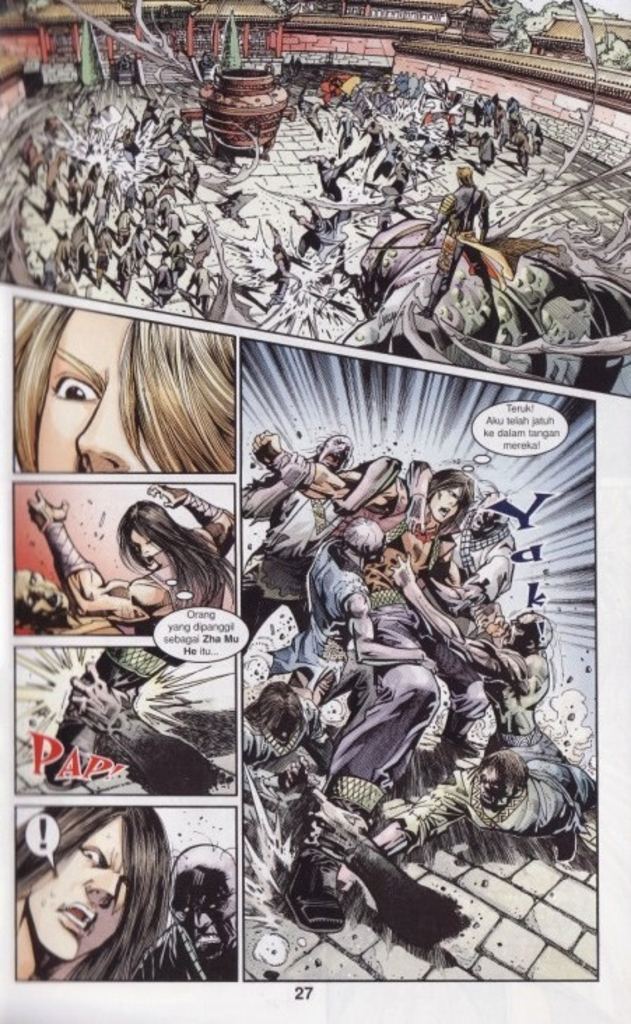 Orang
yang dipanggil
sebagai Zha Mu
He itu...
PAP!
!
Teruk!
Aku telah jatuh
ke dalam tangan
mereka!
Yak!
27